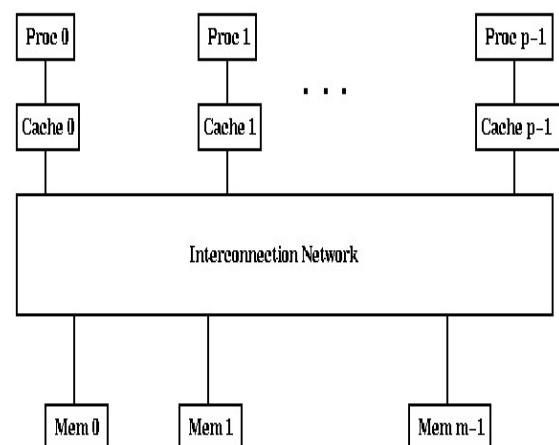 Proc 0
Proc 1
Proc p-1
. . .
Cache 0
Cache 1
Cache p-1
Interconnection Network
Mem 0
Mem 1
Mem m-1